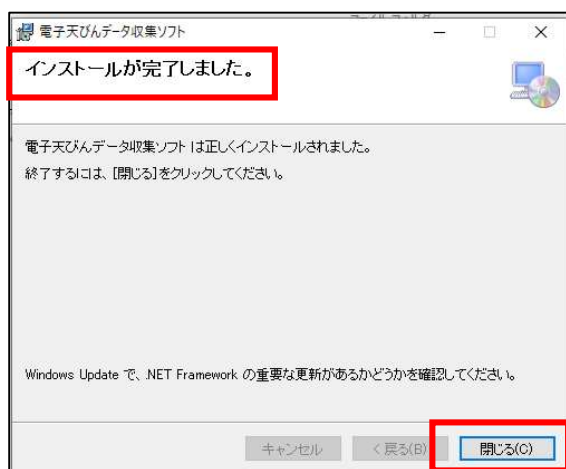 電子天びんデータ収集ソフト
インストールが完了しました。
電子天びんデータ収集ソフト は正しくインストールされました。
終了するには、[閉じる]をクリックしてください。
Windows Update で、.NET Framework の重要な更新があるかどうかを確認してください。
キャンセル
< 戻る(B)
閉じる(C)